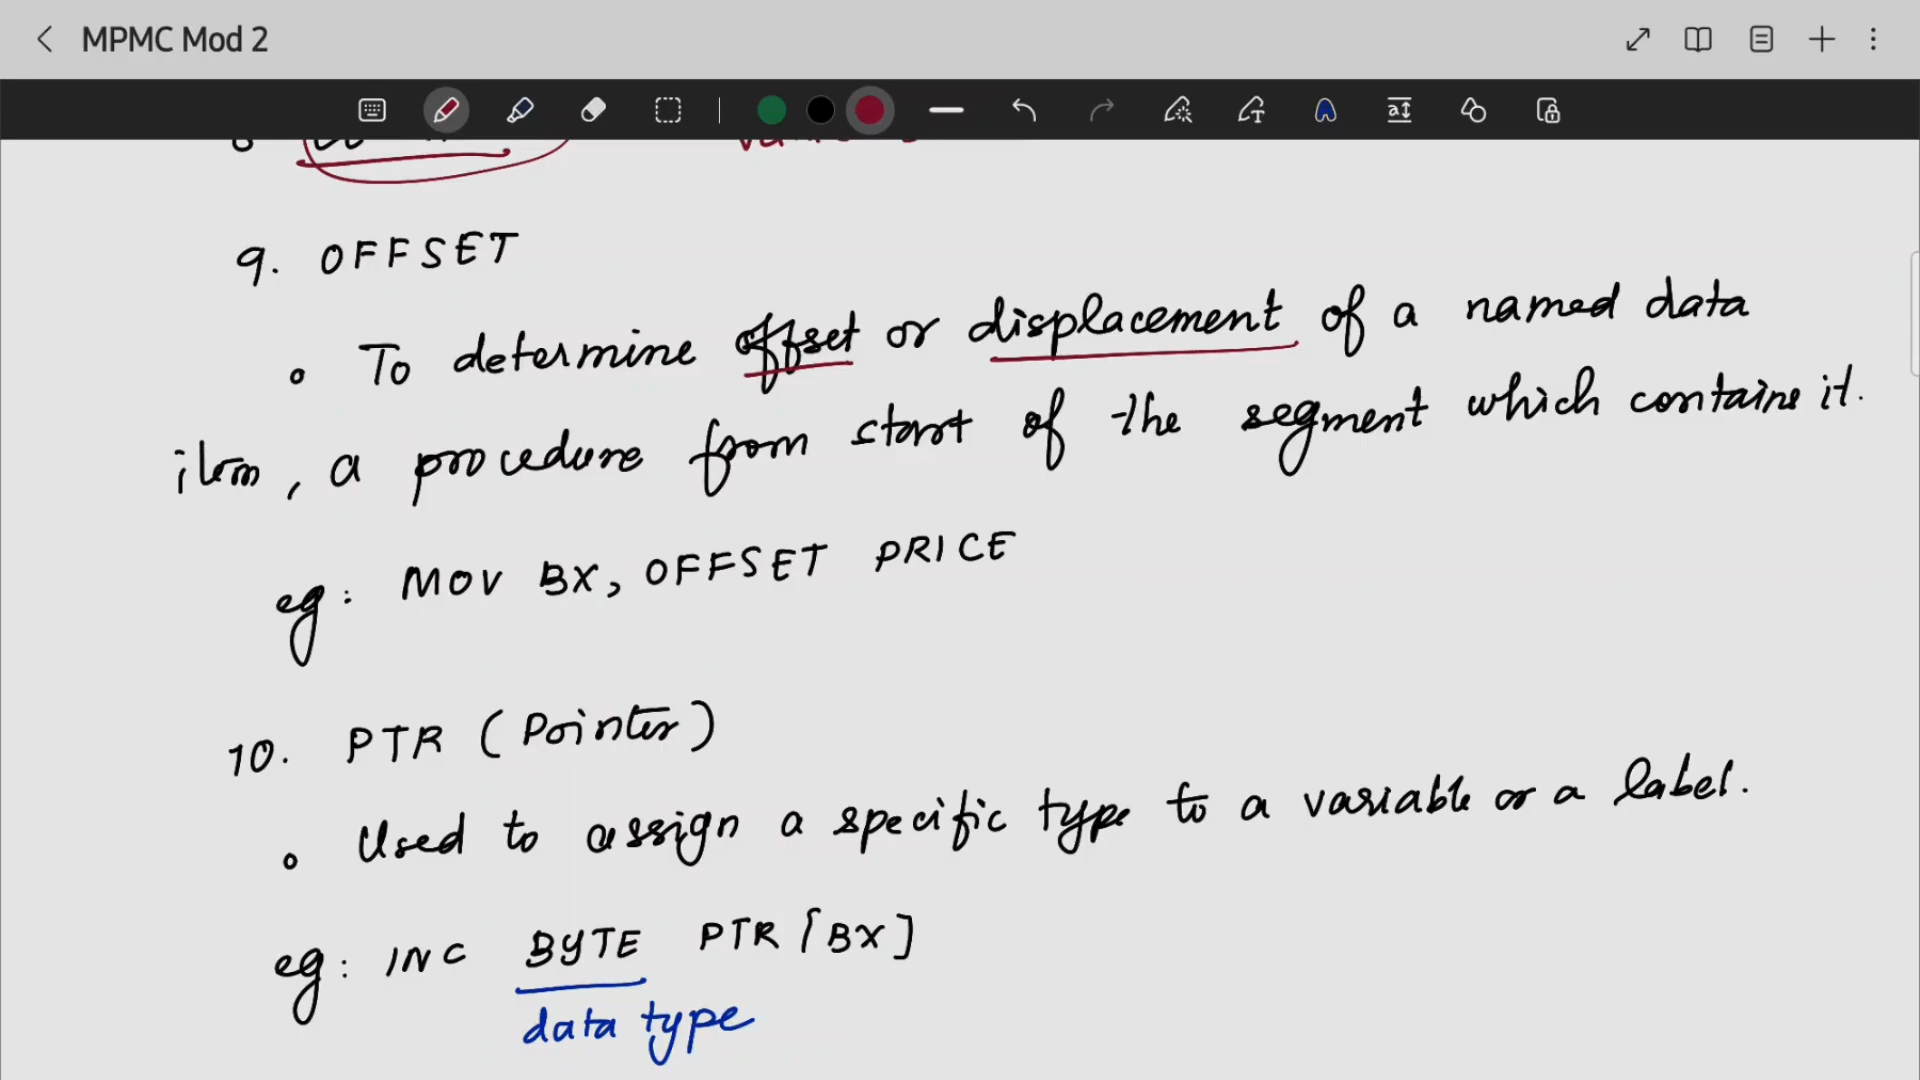 MPMC Mod 2
9. OFFSET
To determine offset or displacement of a named data
item, a procedure from start of the segment which contains it.
eg: MOV BX, OFFSET PRICE
10. PTR (Pointer)
Used to assign a specific type to a variable or a label.
eg: INC BYTE PTR [BX]
data type